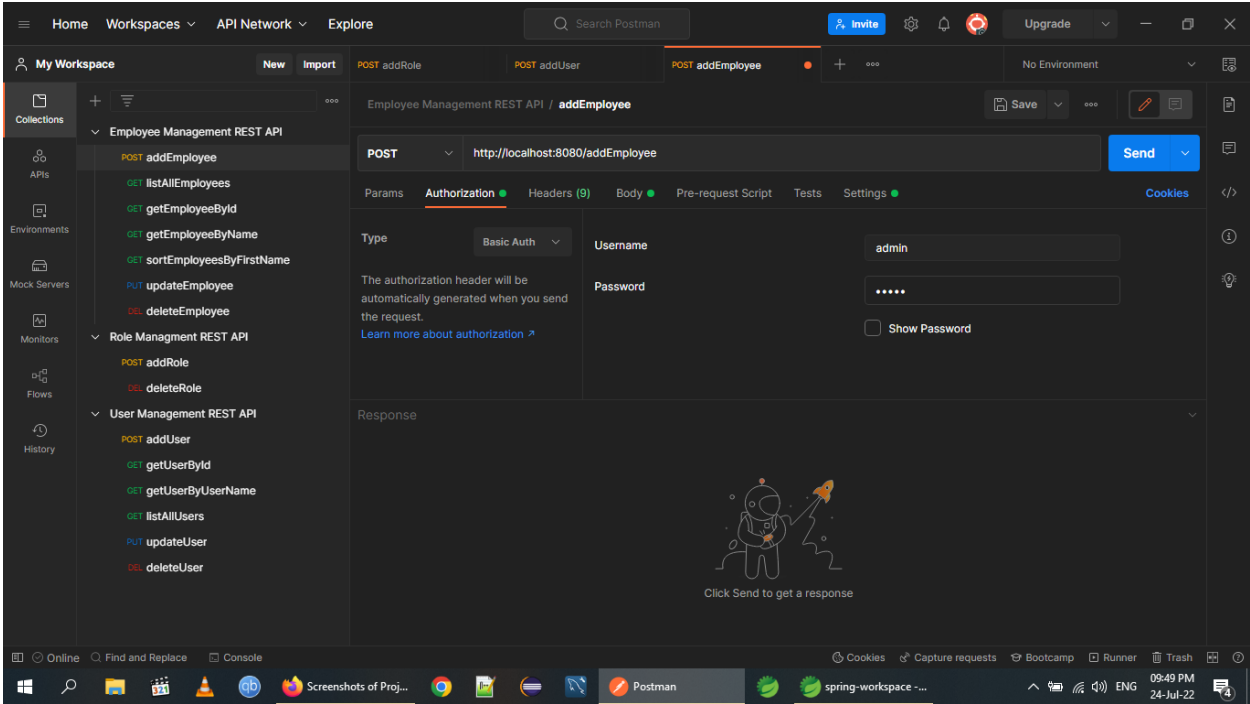 Home Workspaces API Network Explore Search Postman Invite Upgrade
My Workspace New Import POST addRole POST addUser POST addEmployee No Environment
Collections
APIs
Environments
Mock Servers
Monitors
Flows
History
Employee Management REST API
POST addEmployee
GET listAllEmployees
GET getEmployeeById
GET getEmployeeByName
GET sortEmployeesByFirstName
PUT updateEmployee
DEL deleteEmployee
Role Managment REST API
POST addRole
DEL deleteRole
User Management REST API
POST addUser
GET getUserById
GET getUserByUserName
GET listAllUsers
PUT updateUser
DEL deleteUser
Employee Management REST API / addEmployee Save
POST http://localhost:8080/addEmployee Send
Params Authorization Headers (9) Body Pre-request Script Tests Settings Cookies
Type Basic Auth
The authorization header will be
automatically generated when you send
the request.
Learn more about authorization
Username admin
Password •••••
Show Password
Response
Click Send to get a response
Online Find and Replace Console Cookies Capture requests Bootcamp Runner Trash
321 qb Screenshots of Proj... Postman spring-workspace -... ENG 09:49 PM
24-Jul-22 4